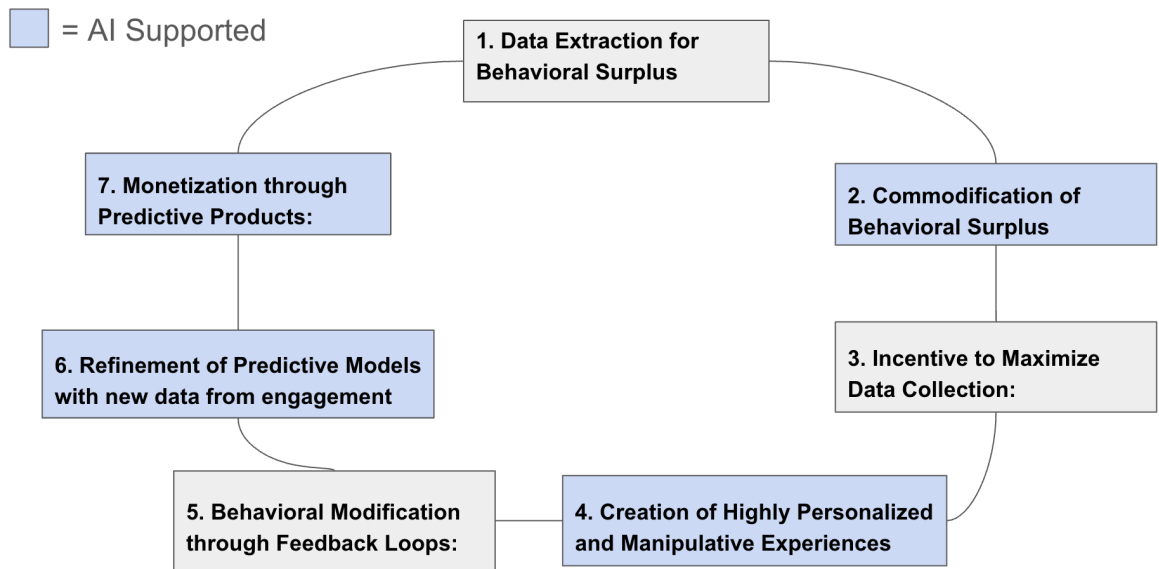 = AI Supported
1. Data Extraction for
Behavioral Surplus
2. Commodification of
Behavioral Surplus
3. Incentive to Maximize
Data Collection:
4. Creation of Highly Personalized
and Manipulative Experiences
5. Behavioral Modification
through Feedback Loops:
6. Refinement of Predictive Models
with new data from engagement
7. Monetization through
Predictive Products: